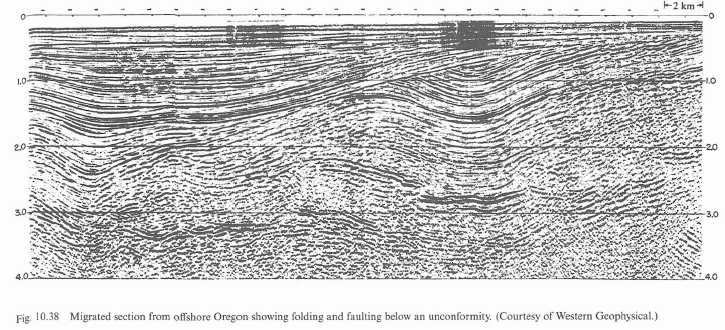 2 km
0 0
1.0 1.0
2.0 2.0
3.0 3.0
4.0 4.0
Fig. 10.38 Migrated section from offshore Oregon showing folding and faulting below an unconformity. (Courtesy of Western Geophysical.)